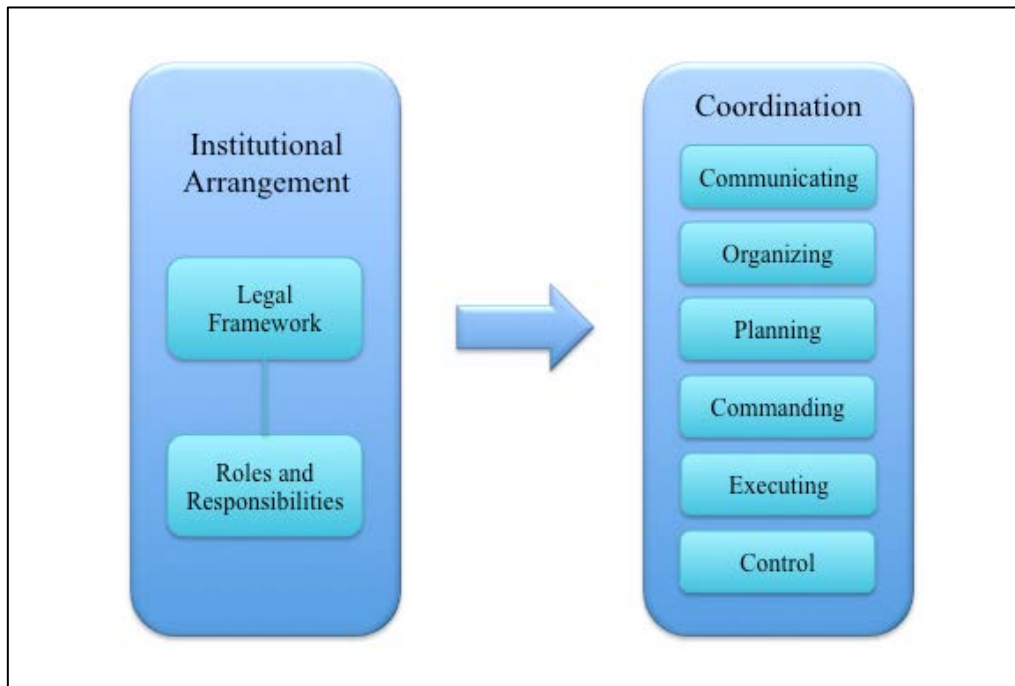 Institutional
Arrangement
Legal
Framework
Roles and
Responsibilities
Coordination
Communicating
Organizing
Planning
Commanding
Executing
Control